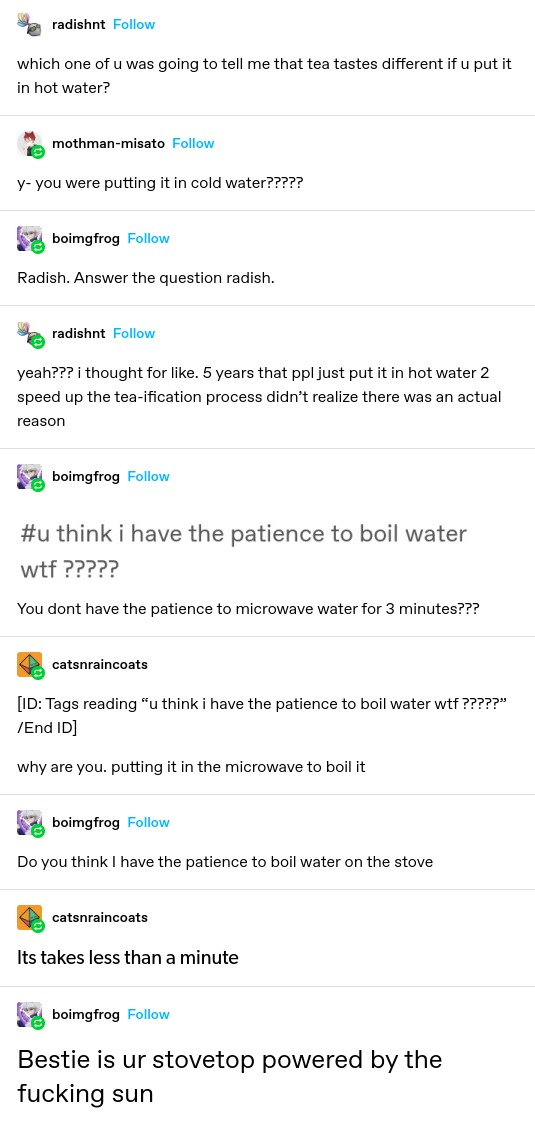 radishnt Follow
which one of u was going to tell me that tea tastes different if u put it
in hot water?
mothman-misato Follow
y- you were putting it in cold water?????
boimgfrog Follow
Radish. Answer the question radish.
radishnt Follow
yeah??? i thought for like. 5 years that ppl just put it in hot water 2
speed up the tea-ification process didn’t realize there was an actual
reason
boimgfrog Follow
#u think i have the patience to boil water
wtf ?????
You dont have the patience to microwave water for 3 minutes???
catsnraincoats
[ID: Tags reading “u think i have the patience to boil water wtf ?????”
/End ID]
why are you. putting it in the microwave to boil it
boimgfrog Follow
Do you think I have the patience to boil water on the stove
catsnraincoats
Its takes less than a minute
boimgfrog Follow
Bestie is ur stovetop powered by the
fucking sun